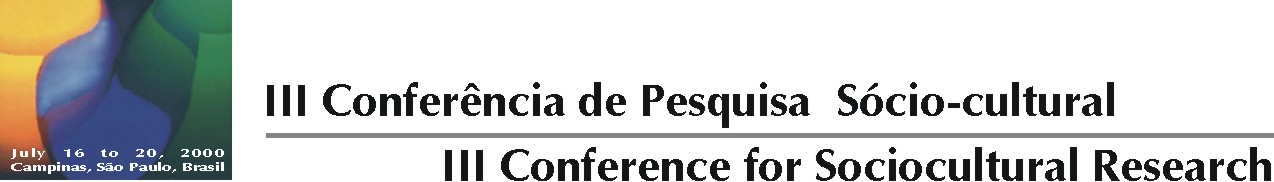 III Conferência de Pesquisa Sócio-cultural
III Conference for Sociocultural Research
July 16 to 20, 2000
Campinas, São Paulo, Brasil